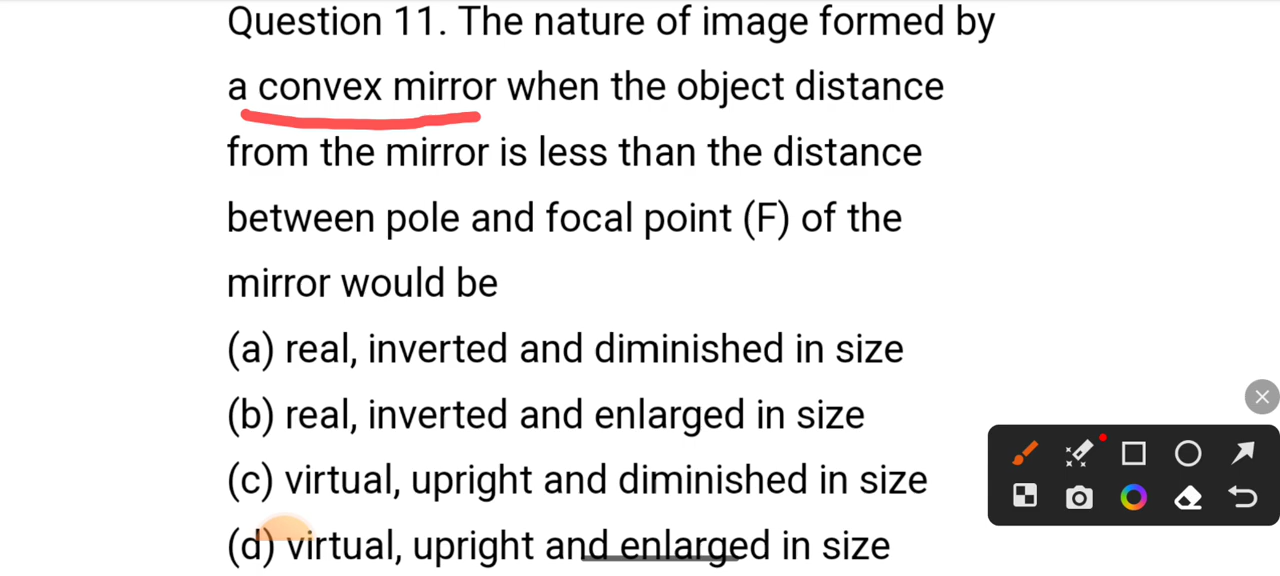 Question 11. The nature of image formed by
a convex mirror when the object distance
from the mirror is less than the distance
between pole and focal point (F) of the
mirror would be
(a) real, inverted and diminished in size
(b) real, inverted and enlarged in size
(c) virtual, upright and diminished in size
(d) virtual, upright and enlarged in size